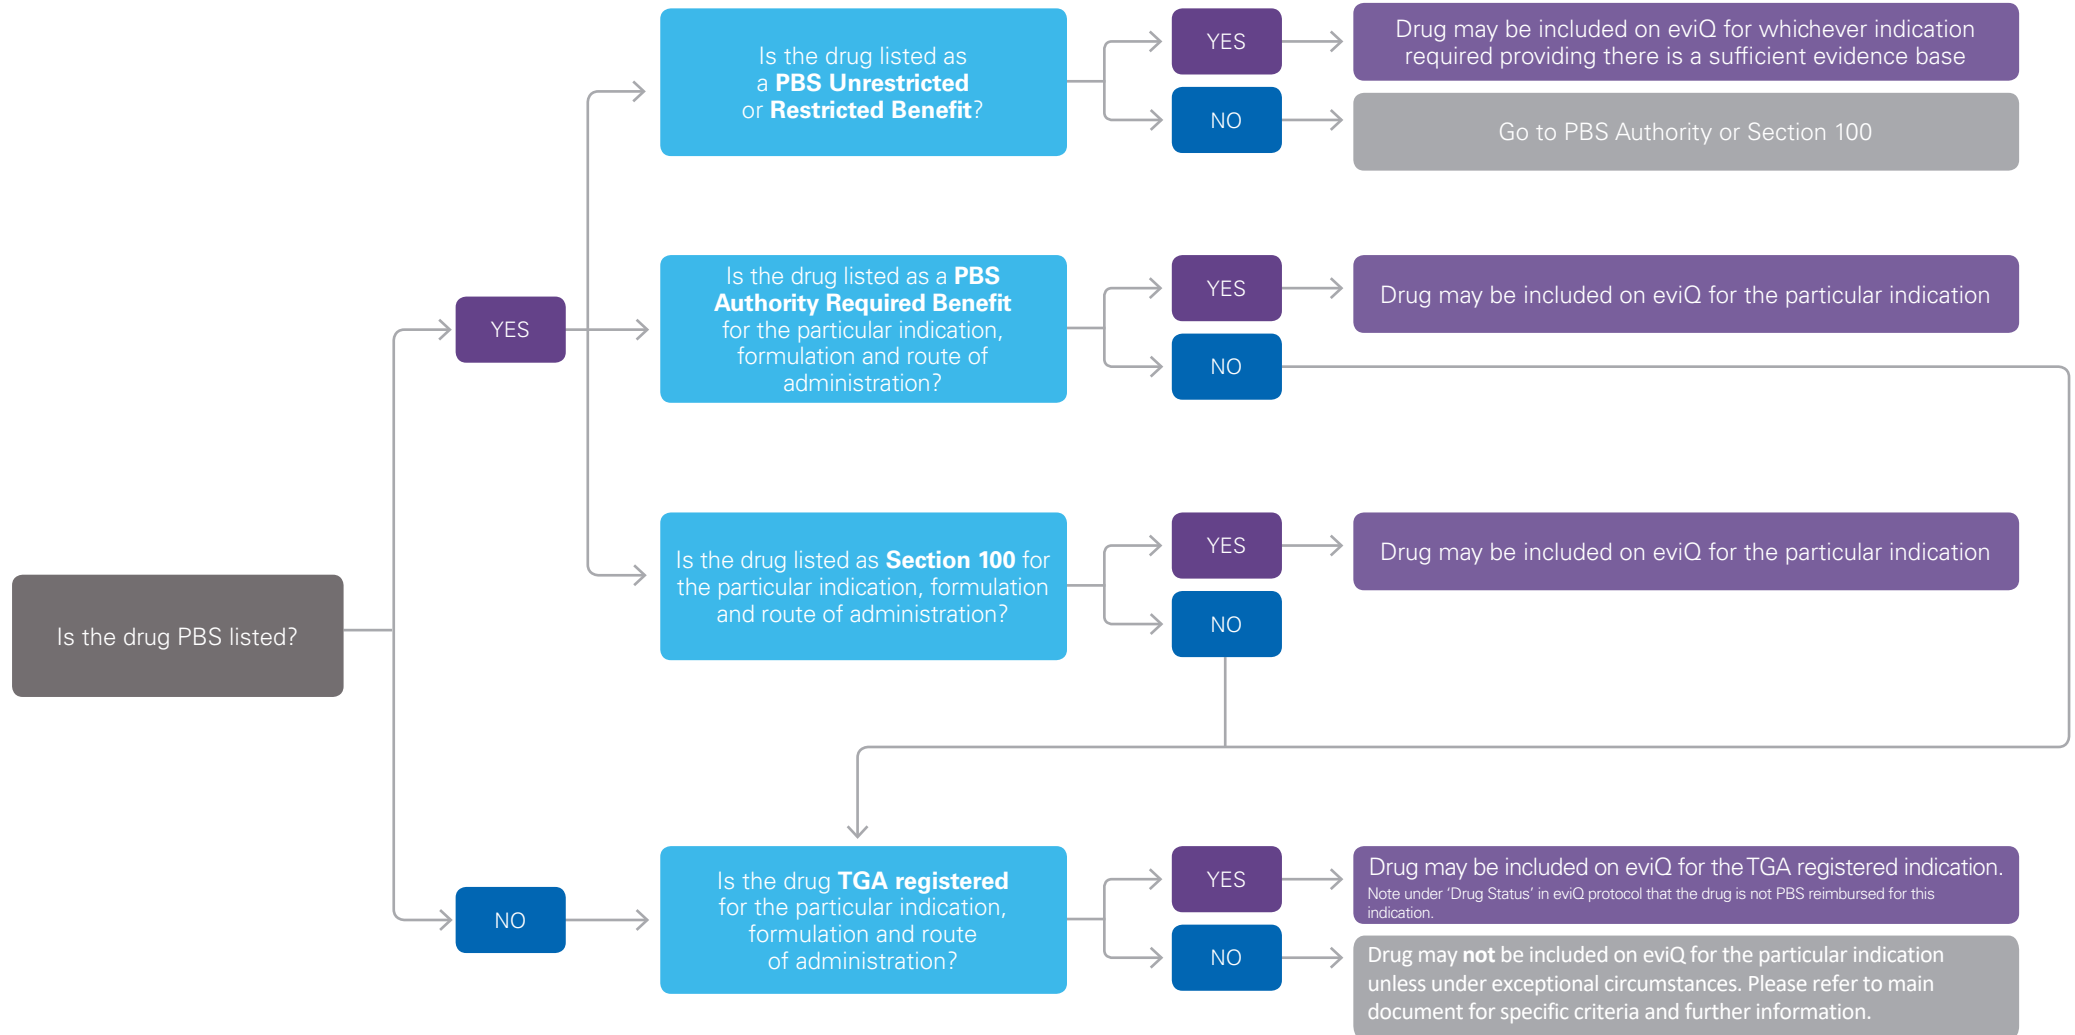 Is the drug listed as
a PBS Unrestricted
or Restricted Benefit?
YES
Drug may be included on eviQ for whichever indication
required providing there is a sufficient evidence base
NO
Go to PBS Authority or Section 100
YES
Is the drug listed as a PBS
Authority Required Benefit
for the particular indication,
formulation and route of
administration?
YES
Drug may be included on eviQ for the particular indication
NO
Is the drug listed as Section 100 for
the particular indication, formulation
and route of administration?
YES
Drug may be included on eviQ for the particular indication
NO
Is the drug PBS listed?
NO
Is the drug TGA registered
for the particular indication,
formulation and route
of administration?
YES
Drug may be included on eviQ for the TGA registered indication.
Note under ‘Drug Status’ in eviQ protocol that the drug is not PBS reimbursed for this
indication.
NO
Drug may not be included on eviQ for the particular indication
unless under exceptional circumstances. Please refer to main
document for specific criteria and further information.